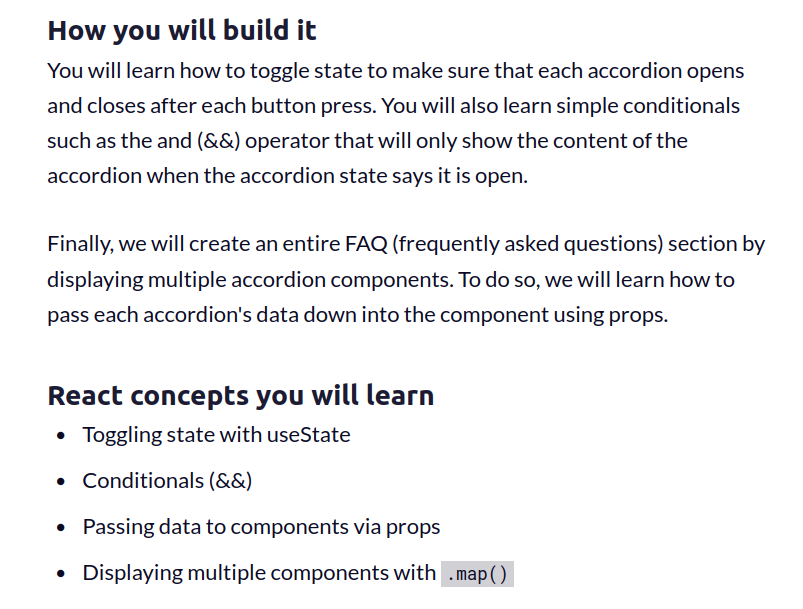 How you will build it
You will learn how to toggle state to make sure that each accordion opens
and closes after each button press. You will also learn simple conditionals
such as the and (&&) operator that will only show the content of the
accordion when the accordion state says it is open.
Finally, we will create an entire FAQ (frequently asked questions) section by
displaying multiple accordion components. To do so, we will learn how to
pass each accordion's data down into the component using props.
React concepts you will learn
• Toggling state with useState
• Conditionals (&&)
• Passing data to components via props
• Displaying multiple components with .map()